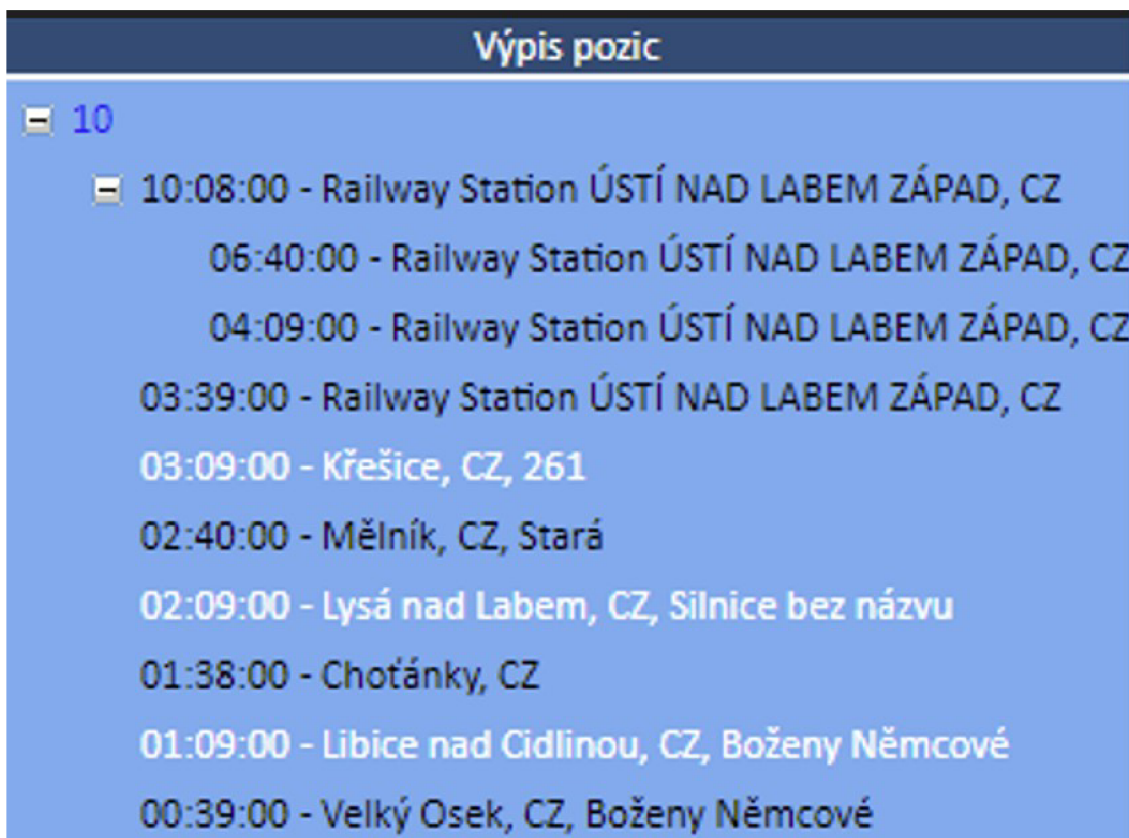 Výpis pozic
10
10:08:00 - Railway Station ÚSTÍ NAD LABEM ZÁPAD, CZ
06:40:00 - Railway Station ÚSTÍ NAD LABEM ZÁPAD, CZ
04:09:00 - Railway Station ÚSTÍ NAD LABEM ZÁPAD, CZ
03:39:00 - Railway Station ÚSTÍ NAD LABEM ZÁPAD, CZ
03:09:00 - Křešice, CZ, 261
02:40:00 - Mělník, CZ, Stará
02:09:00 - Lysá nad Labem, CZ, Silnice bez názvu
01:38:00 - Choťánky, CZ
01:09:00 - Libice nad Cidlinou, CZ, Boženy Němcové
00:39:00 - Velký Osek, CZ, Boženy Němcové